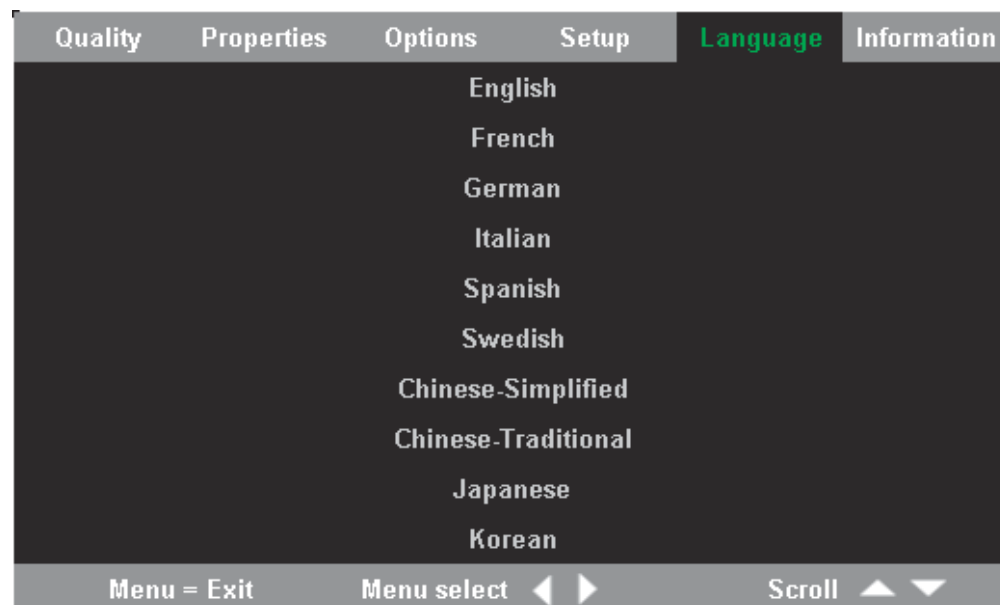 Quality Properties Options Setup Language Information
English
French
German
Italian
Spanish
Swedish
Chinese-Simplified
Chinese-Traditional
Japanese
Korean
Menu = Exit Menu select Scroll